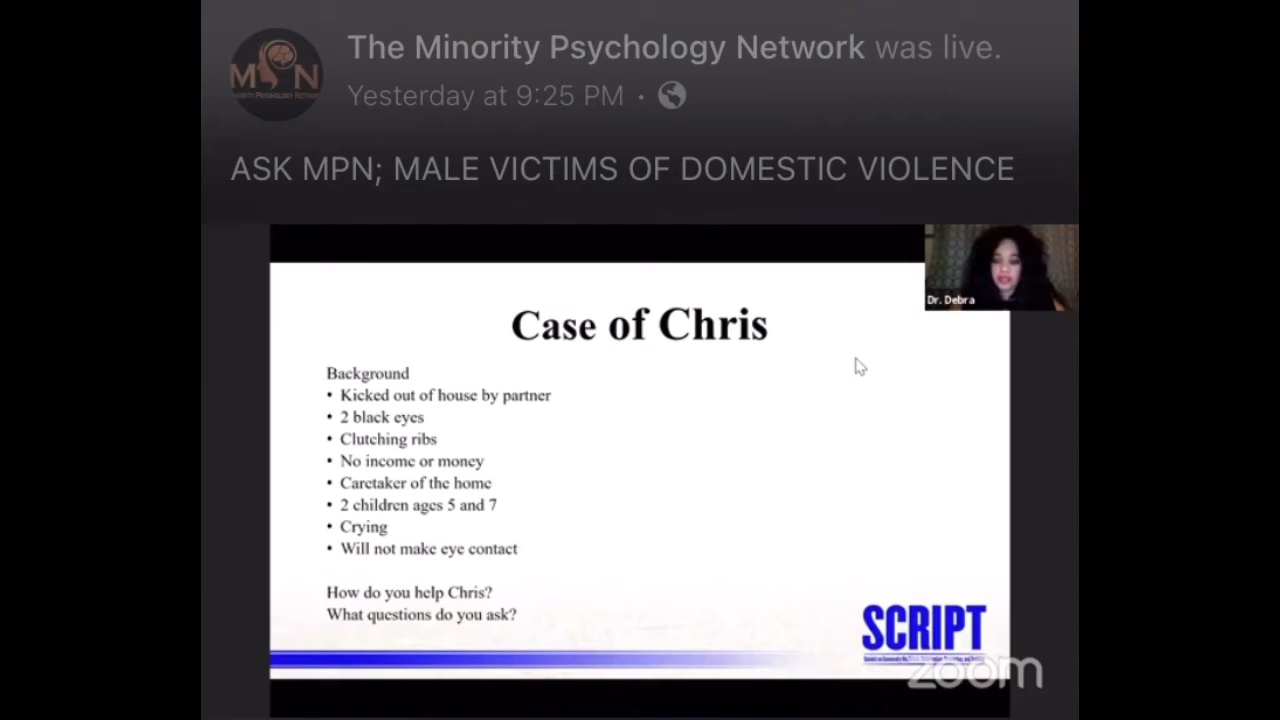 The Minority Psychology Network was live.
Yesterday at 9:25 PM ·
M N
MINORITY PSYCHOLOGY NETWORK
ASK MPN; MALE VICTIMS OF DOMESTIC VIOLENCE
Dr. Debra
Case of Chris
Background
• Kicked out of house by partner
• 2 black eyes
• Clutching ribs
• No income or money
• Caretaker of the home
• 2 children ages 5 and 7
• Crying
• Will not make eye contact
How do you help Chris?
What questions do you ask?
SCRIPT
zoom